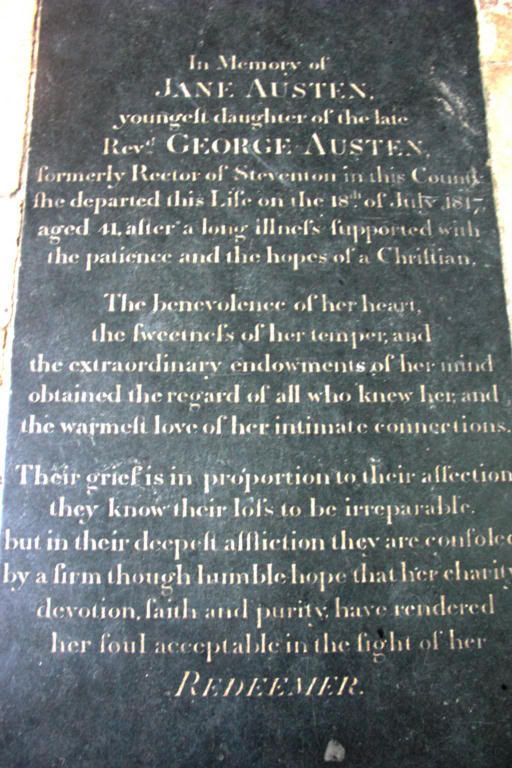 In Memory of
JANE AUSTEN,
youngeſt daughter of the late
Revd. GEORGE AUSTEN,
formerly Rector of Steventon in this County
ſhe departed this Life on the 18th of July 1817,
aged 41, after a long illneſs ſupported with
the patience and the hopes of a Chriſtian.
The benevolence of her heart,
the ſweetneſs of her temper, and
the extraordinary endowments of her mind
obtained the regard of all who knew her, and
the warmeſt love of her intimate connections.
Their grief is in proportion to their affection
they know their loſs to be irreparable,
but in their deepeſt affliction they are conſoled
by a firm though humble hope that her charity,
devotion, faith and purity, have rendered
her ſoul acceptable in the ſight of her
REDEEMER.